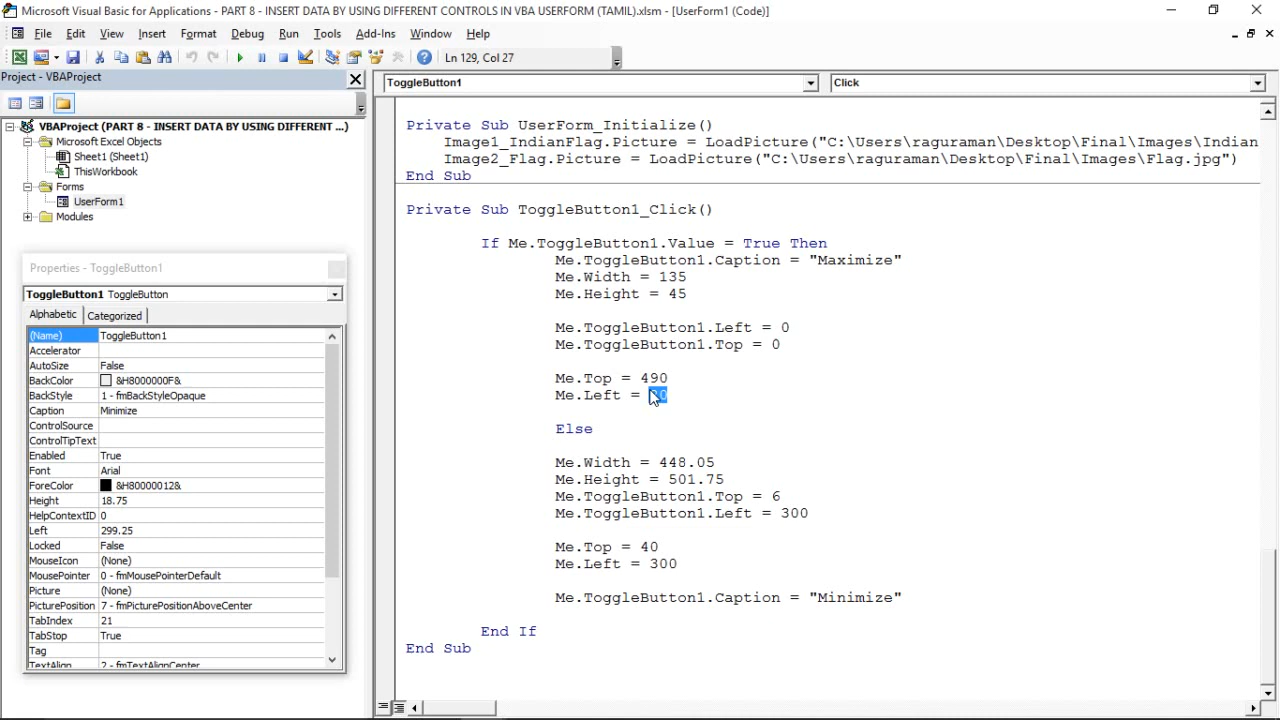 Microsoft Visual Basic for Applications - PART 8 - INSERT DATA BY USING DIFFERENT CONTROLS IN VBA USERFORM (TAMIL).xlsm - [UserForm1 (Code)]
File Edit View Insert Format Debug Run Tools Add-Ins Window Help
Ln 129, Col 27
Project - VBAProject
VBAProject (PART 8 - INSERT DATA BY USING DIFFERENT ...)
Microsoft Excel Objects
Sheet1 (Sheet1)
ThisWorkbook
Forms
UserForm1
Modules
Properties - ToggleButton1
ToggleButton1 ToggleButton
Alphabetic Categorized
(Name) ToggleButton1
Accelerator
AutoSize False
BackColor &H8000000F&
BackStyle 1 - fmBackStyleOpaque
Caption Minimize
ControlSource
ControlTipText
Enabled True
Font Arial
ForeColor &H80000012&
Height 18.75
HelpContextID 0
Left 299.25
Locked False
MouseIcon (None)
MousePointer 0 - fmMousePointerDefault
Picture (None)
PicturePosition 7 - fmPicturePositionAboveCenter
TabIndex 21
TabStop True
Tag
TextAlign 2 - fmTextAlignCenter
ToggleButton1 Click
Private Sub UserForm_Initialize()
Image1_IndianFlag.Picture = LoadPicture("C:\Users\raguraman\Desktop\Final\Images\Indian
Image2_Flag.Picture = LoadPicture("C:\Users\raguraman\Desktop\Final\Images\Flag.jpg")
End Sub
Private Sub ToggleButton1_Click()
If Me.ToggleButton1.Value = True Then
Me.ToggleButton1.Caption = "Maximize"
Me.Width = 135
Me.Height = 45
Me.ToggleButton1.Left = 0
Me.ToggleButton1.Top = 0
Me.Top = 490
Me.Left =
Else
Me.Width = 448.05
Me.Height = 501.75
Me.ToggleButton1.Top = 6
Me.ToggleButton1.Left = 300
Me.Top = 40
Me.Left = 300
Me.ToggleButton1.Caption = "Minimize"
End If
End Sub